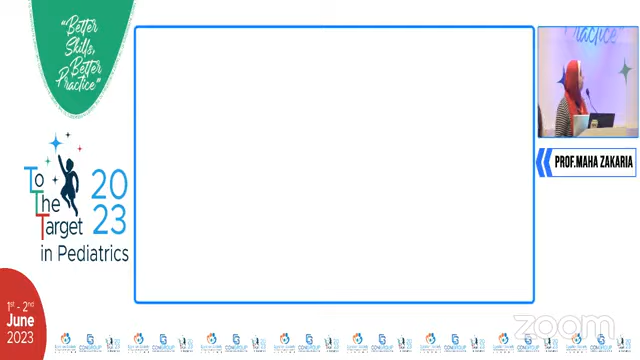 "Better
Skills,
Better
Practice"
To
The
Target
in Pediatrics
20
23
1st - 2nd
June
2023
Practice"
PROF.MAHA ZAKARIA
zoom